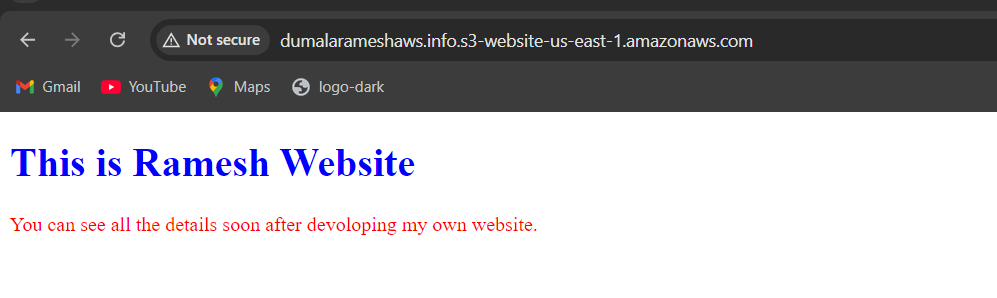 Not secure dumalarameshaws.info.s3-website-us-east-1.amazonaws.com
Gmail YouTube Maps logo-dark
This is Ramesh Website
You can see all the details soon after devoloping my own website.